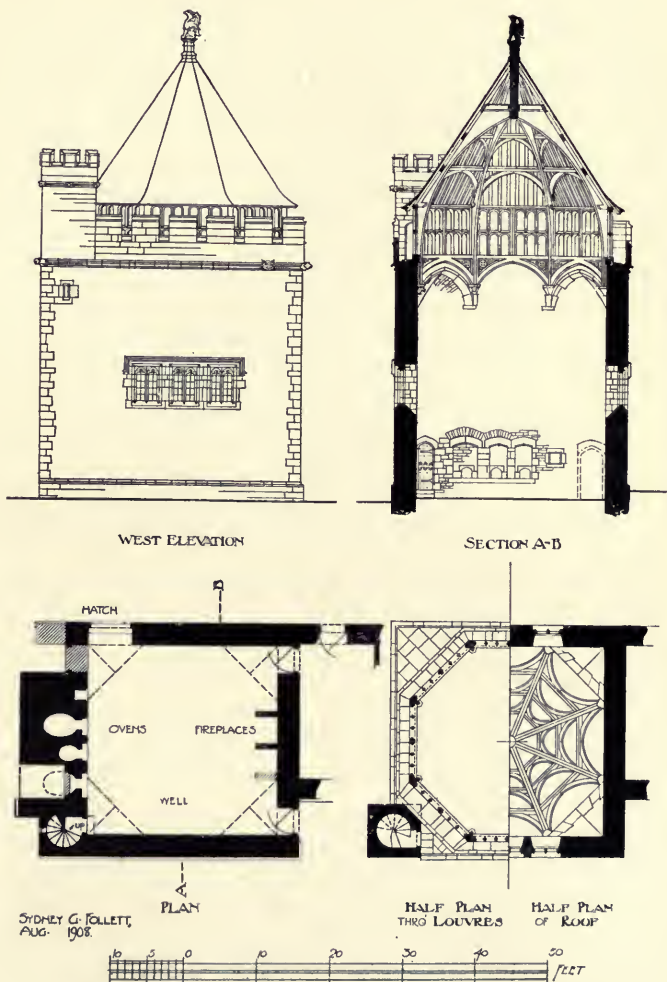 WEST ELEVATION
SECTION A-B
B
HATCH
OVENS
FIREPLACES
WELL
UP
A
PLAN
HALF PLAN
THRO' LOUVRES
HALF PLAN
OF ROOF
SYDNEY G. FOLLETT,
AUG. 1908.
10 5 0 10 20 30 40 50
FEET